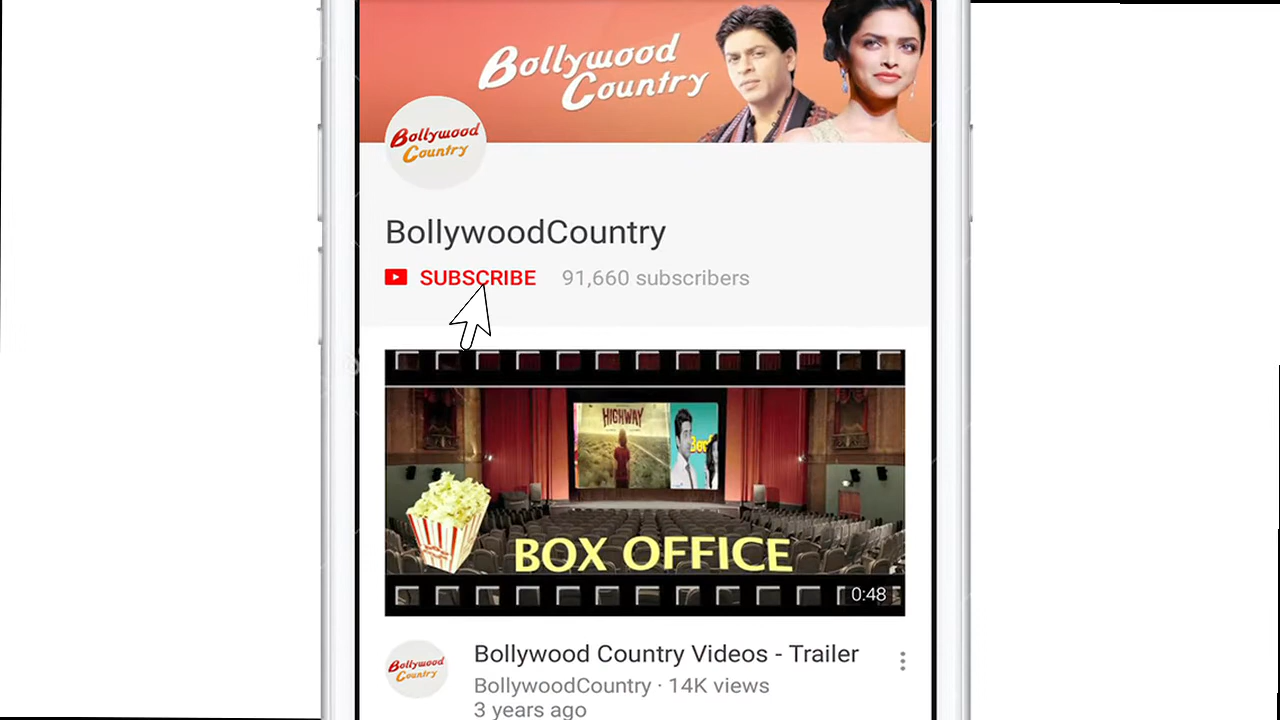 Bollywood
Country
Bollywood
Country
BollywoodCountry
SUBSCRIBE 91,660 subscribers
HIGHWAY
BOX OFFICE
0:48
Bollywood Country Videos - Trailer
Bollywood
Country
BollywoodCountry · 14K views
3 years ago